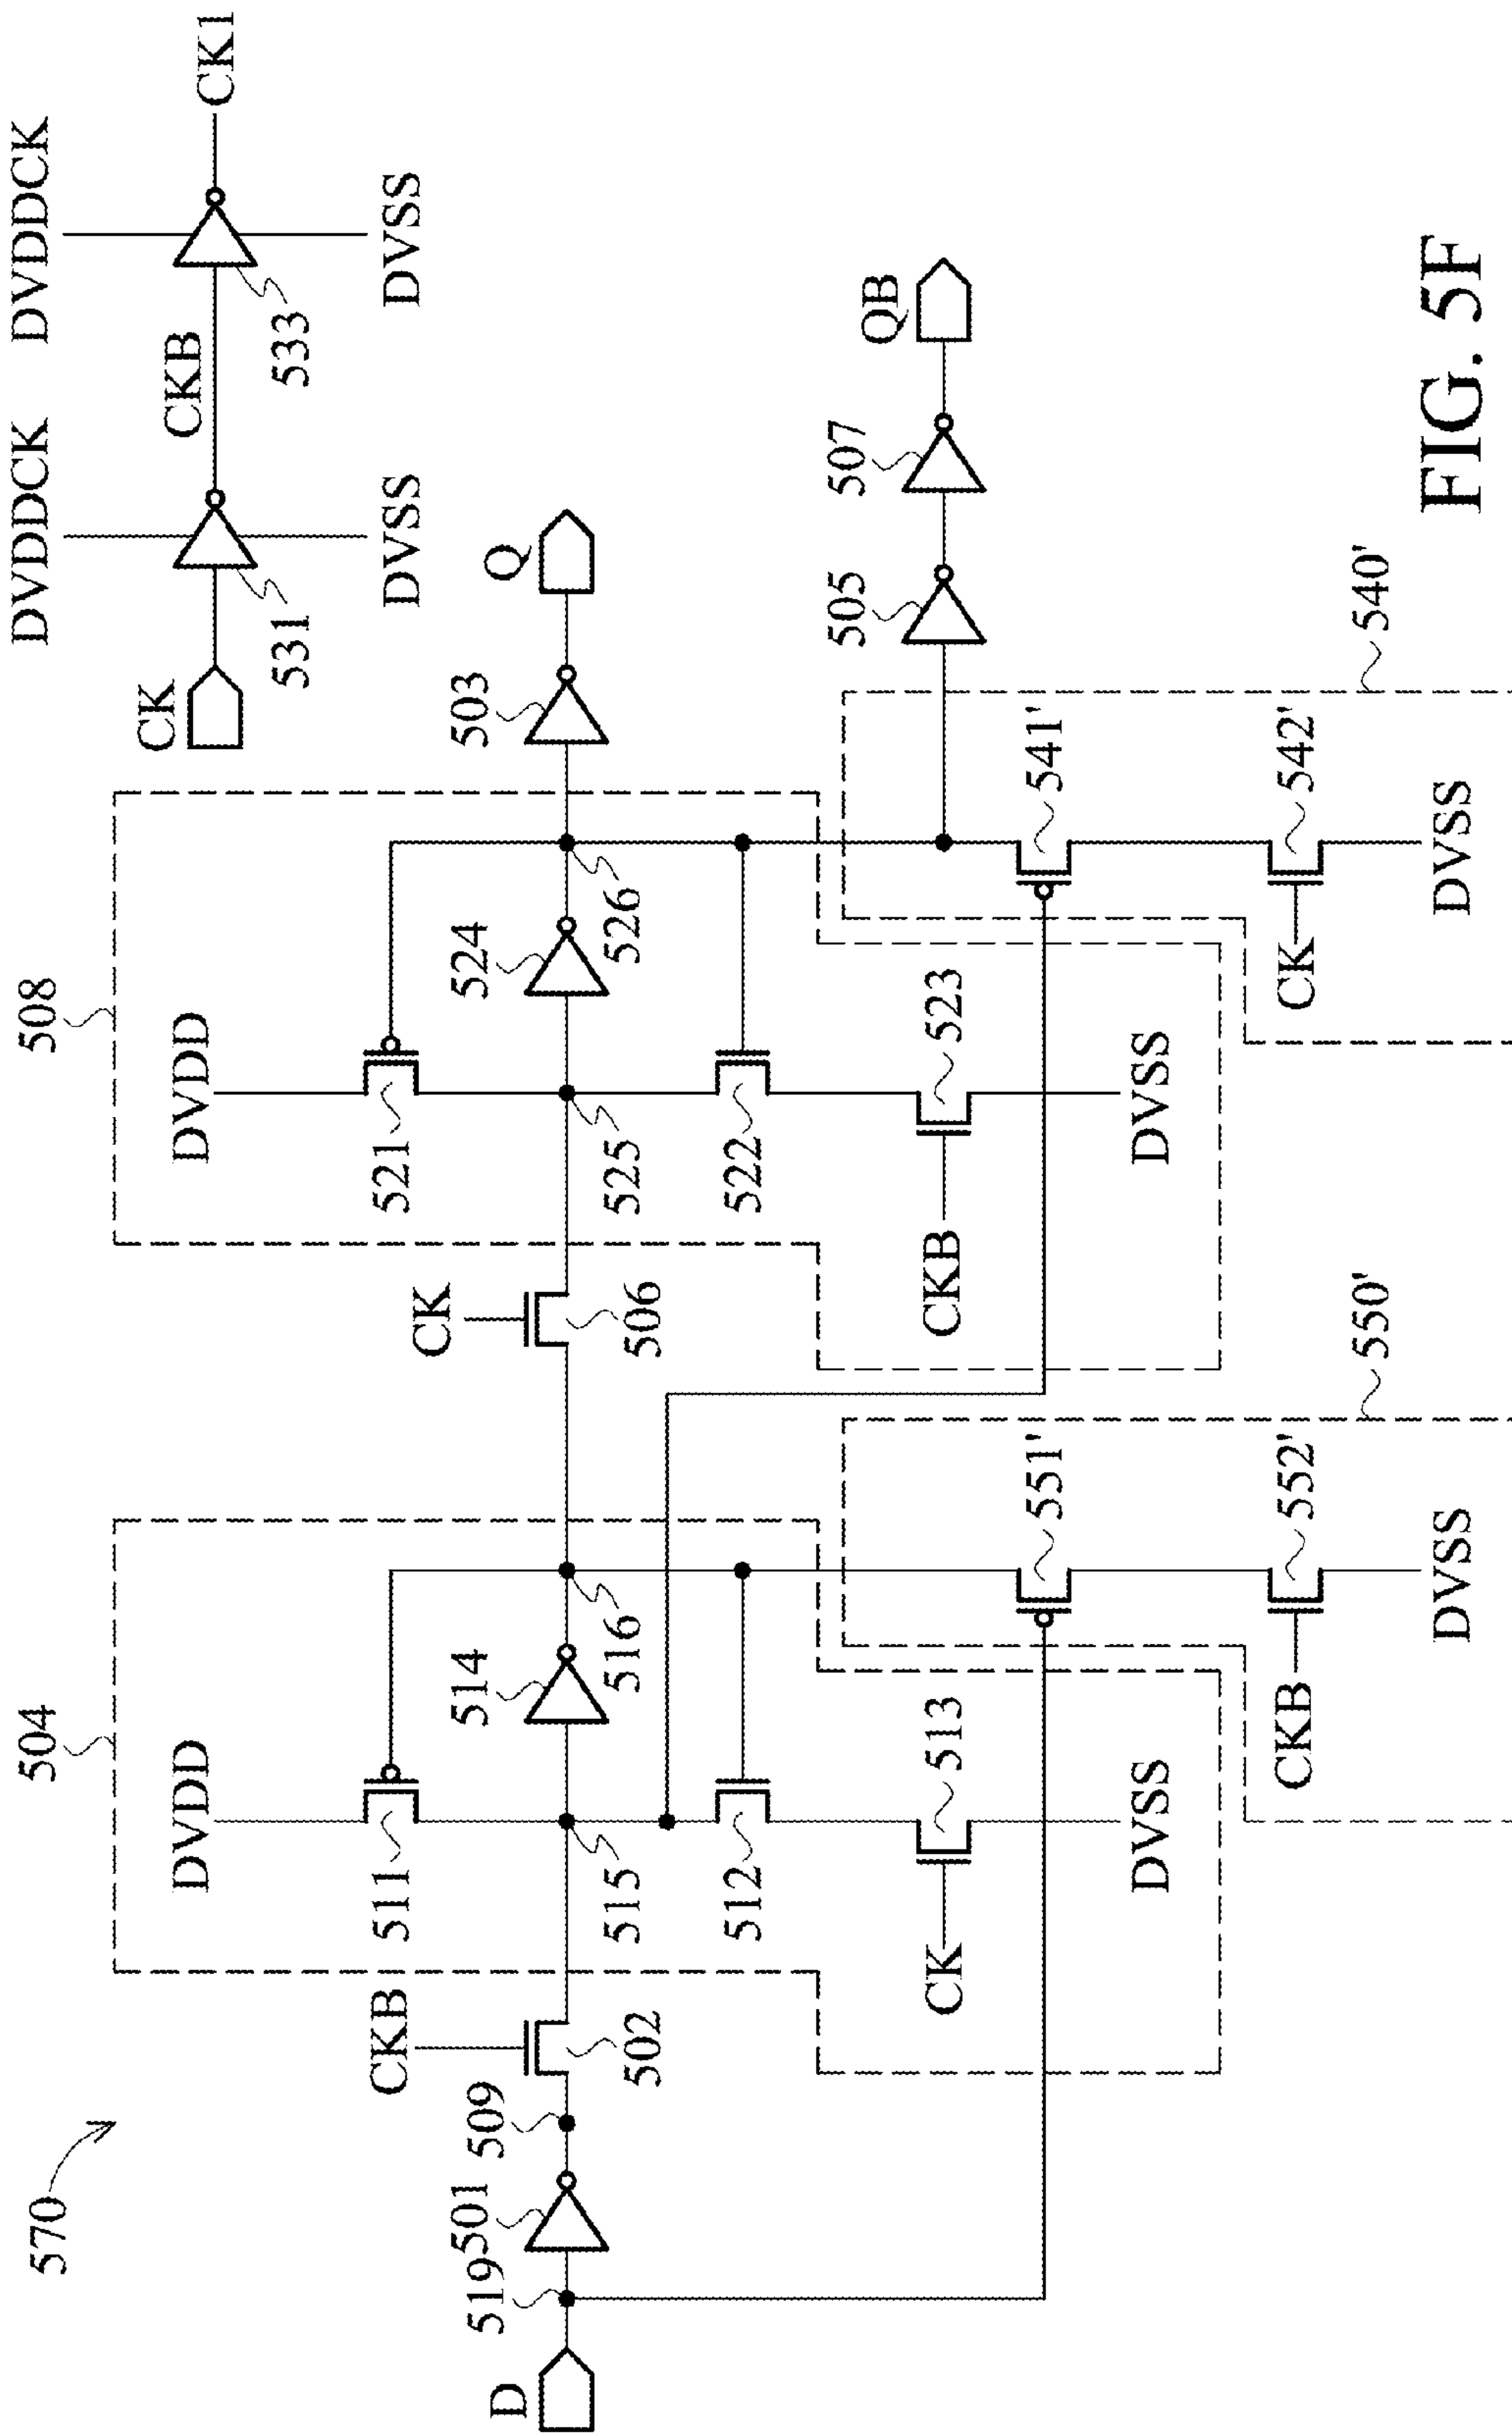 570
504
508
DVDDCK
DVDDCK
CK
CKB
CK1
531
533
DVSS
DVSS
DVDD
DVDD
CKB
CK
511
514
521
524
503
Q
D
519
501
509
502
515
516
506
525
526
512
522
505
507
QB
CK
513
CKB
523
551'
541'
DVSS
DVSS
CKB
552'
CK
542'
550'
540'
DVSS
DVSS
FIG. 5F